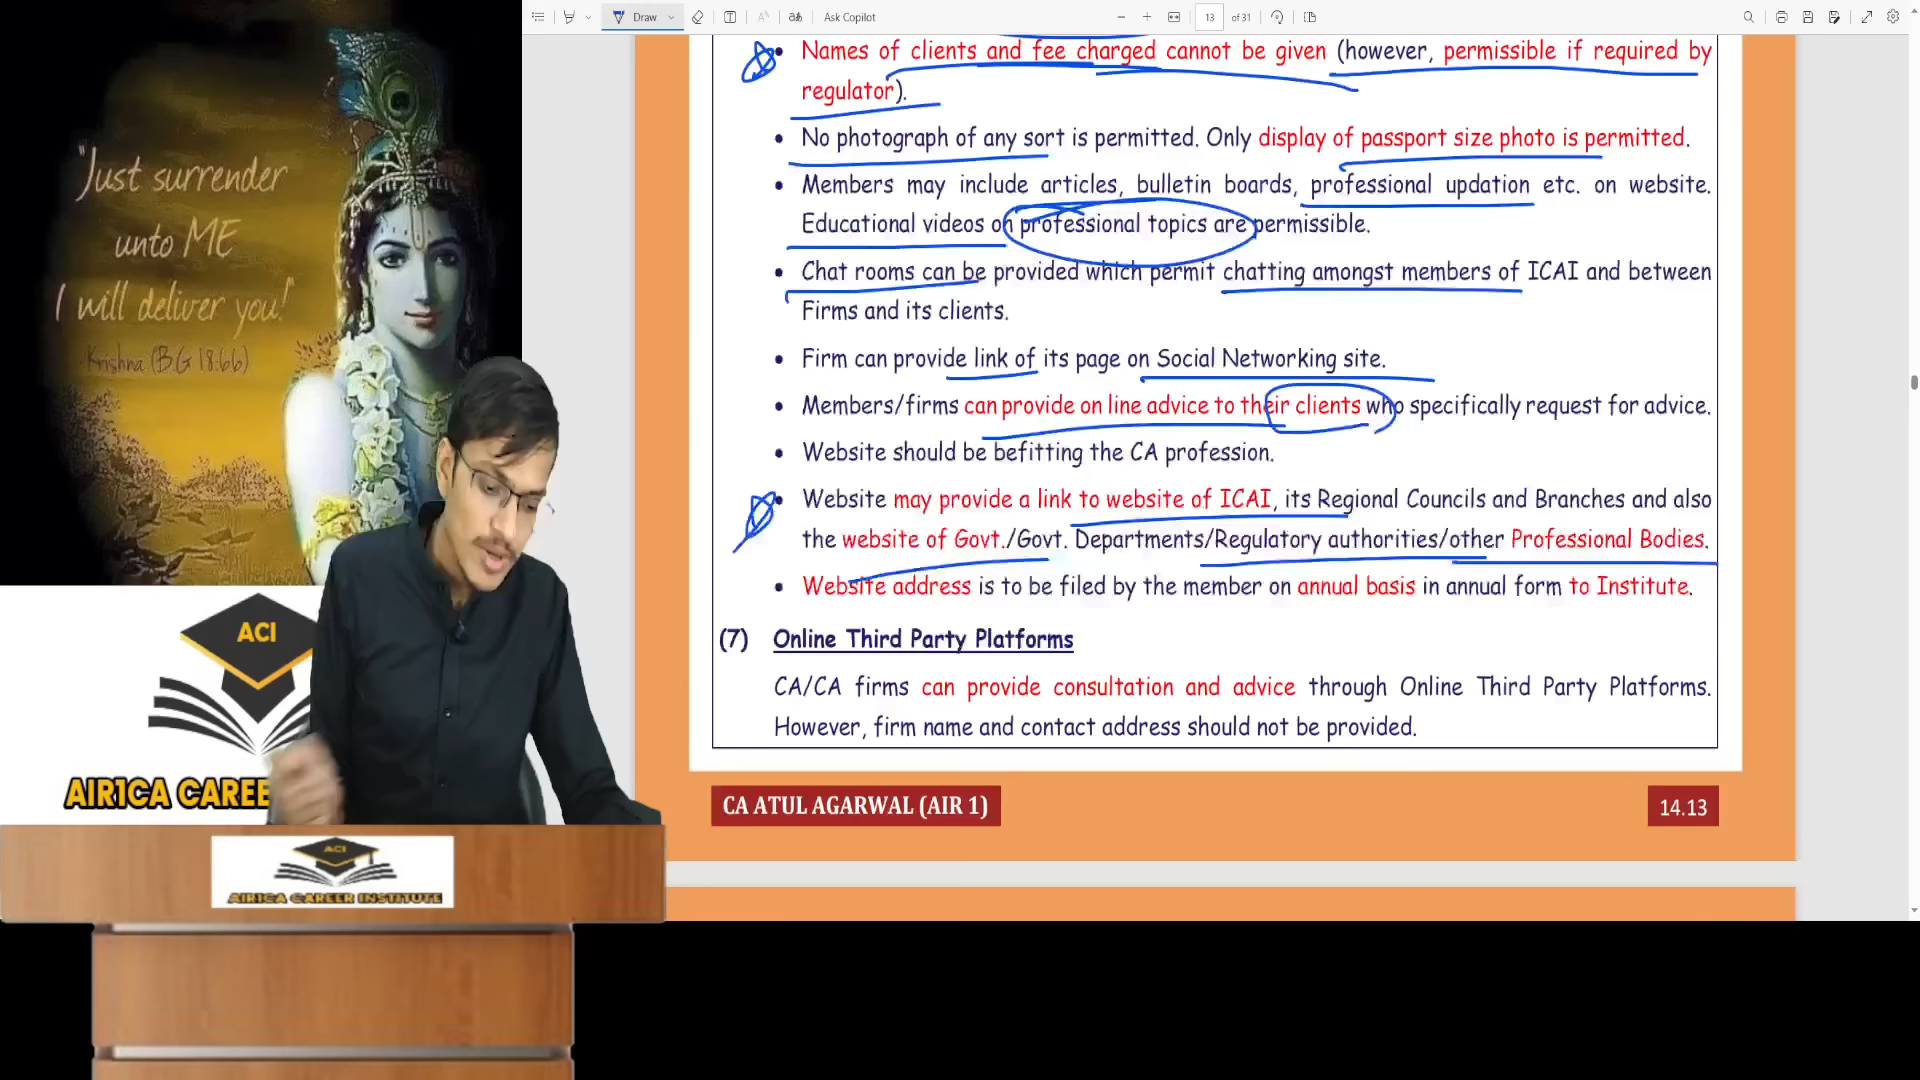 Draw
Ask Copilot
13
of 31
• Names of clients and fee charged cannot be given (however, permissible if required by
regulator).
• No photograph of any sort is permitted. Only display of passport size photo is permitted.
• Members may include articles, bulletin boards, professional updation etc. on website.
Educational videos on professional topics are permissible.
• Chat rooms can be provided which permit chatting amongst members of ICAI and between
Firms and its clients.
• Firm can provide link of its page on Social Networking site.
• Members/firms can provide on line advice to their clients who specifically request for advice.
• Website should be befitting the CA profession.
• Website may provide a link to website of ICAI, its Regional Councils and Branches and also
the website of Govt./Govt. Departments/Regulatory authorities/other Professional Bodies.
• Website address is to be filed by the member on annual basis in annual form to Institute.
(7) Online Third Party Platforms
CA/CA firms can provide consultation and advice through Online Third Party Platforms.
However, firm name and contact address should not be provided.
CA ATUL AGARWAL (AIR 1)
14.13
"Just surrender
unto ME
I will deliver you!"
-Krishna (B.G 18:66)
ACI
AIR1CA
ACI
AIR1CA CAREER INSTITUTE